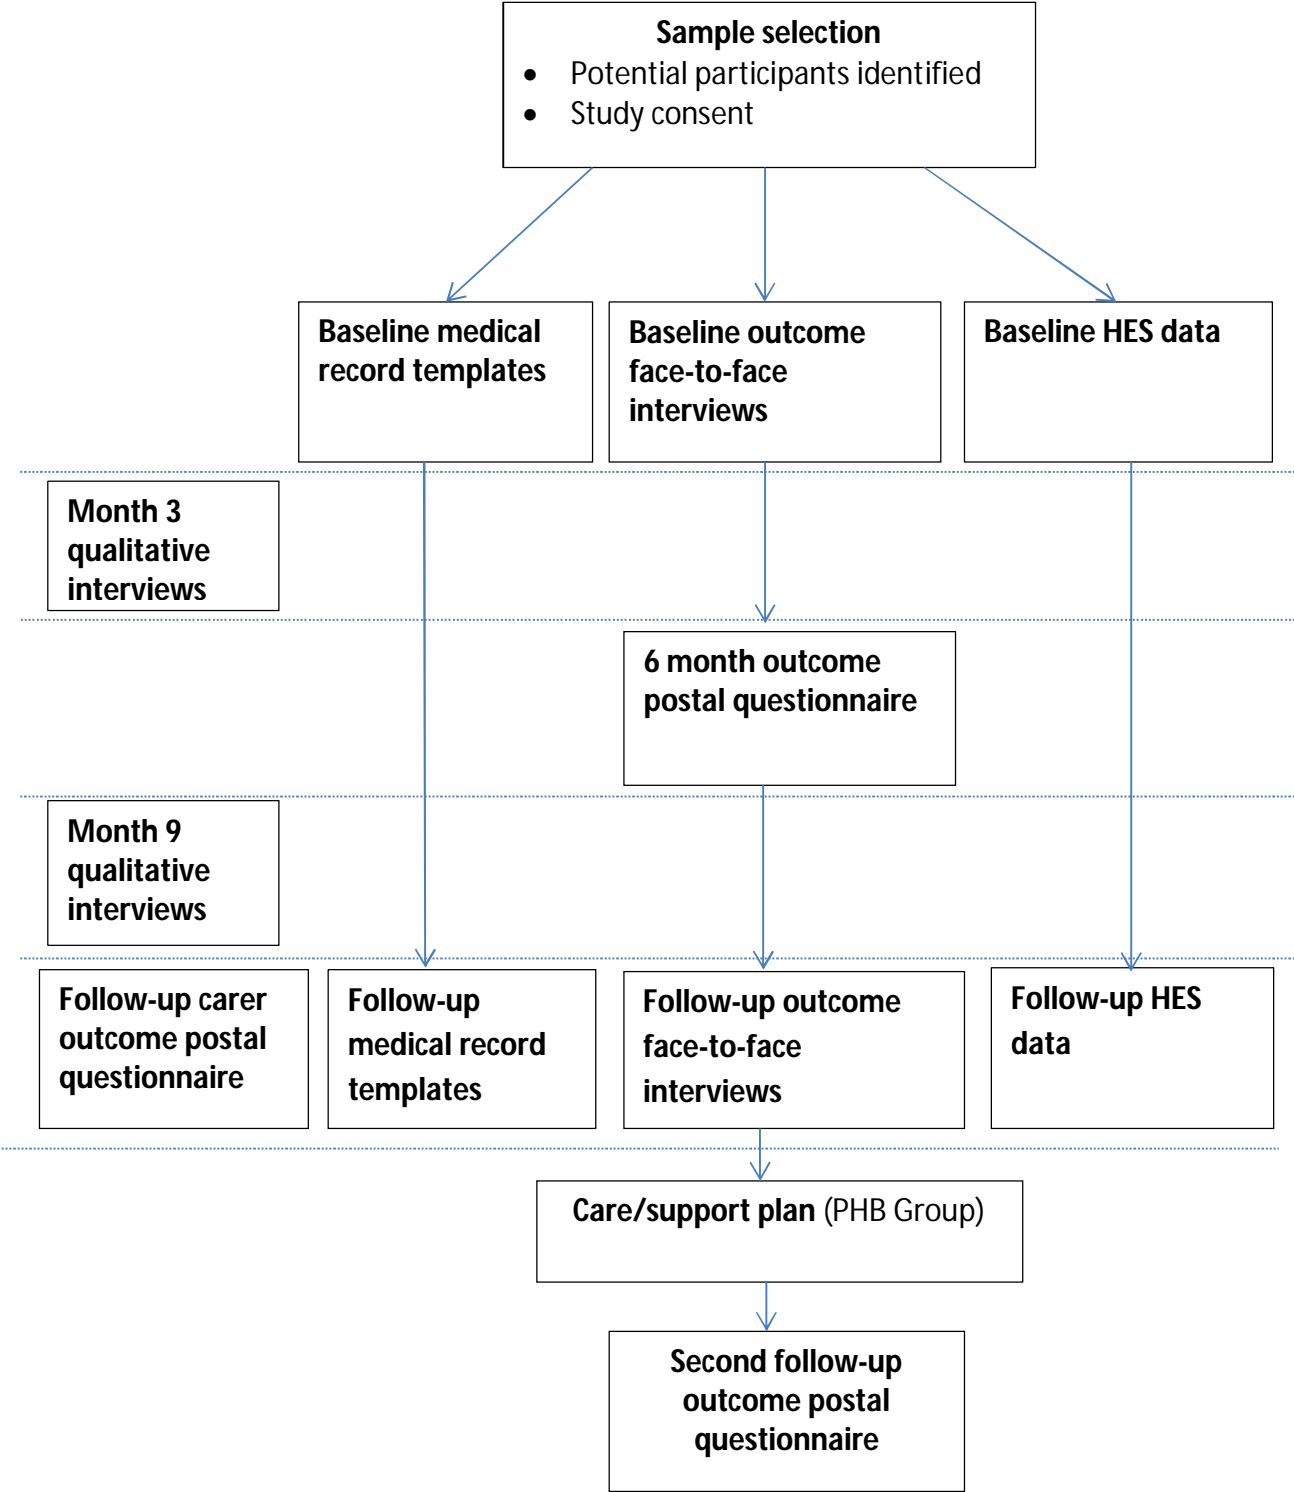 Sample selection
• Potential participants identified
• Study consent
Baseline medical
record templates
Baseline outcome
face-to-face
interviews
Baseline HES data
Month 3
qualitative
interviews
6 month outcome
postal questionnaire
Month 9
qualitative
interviews
Follow-up carer
outcome postal
questionnaire
Follow-up
medical record
templates
Follow-up outcome
face-to-face
interviews
Follow-up HES
data
Care/support plan (PHB Group)
Second follow-up
outcome postal
questionnaire